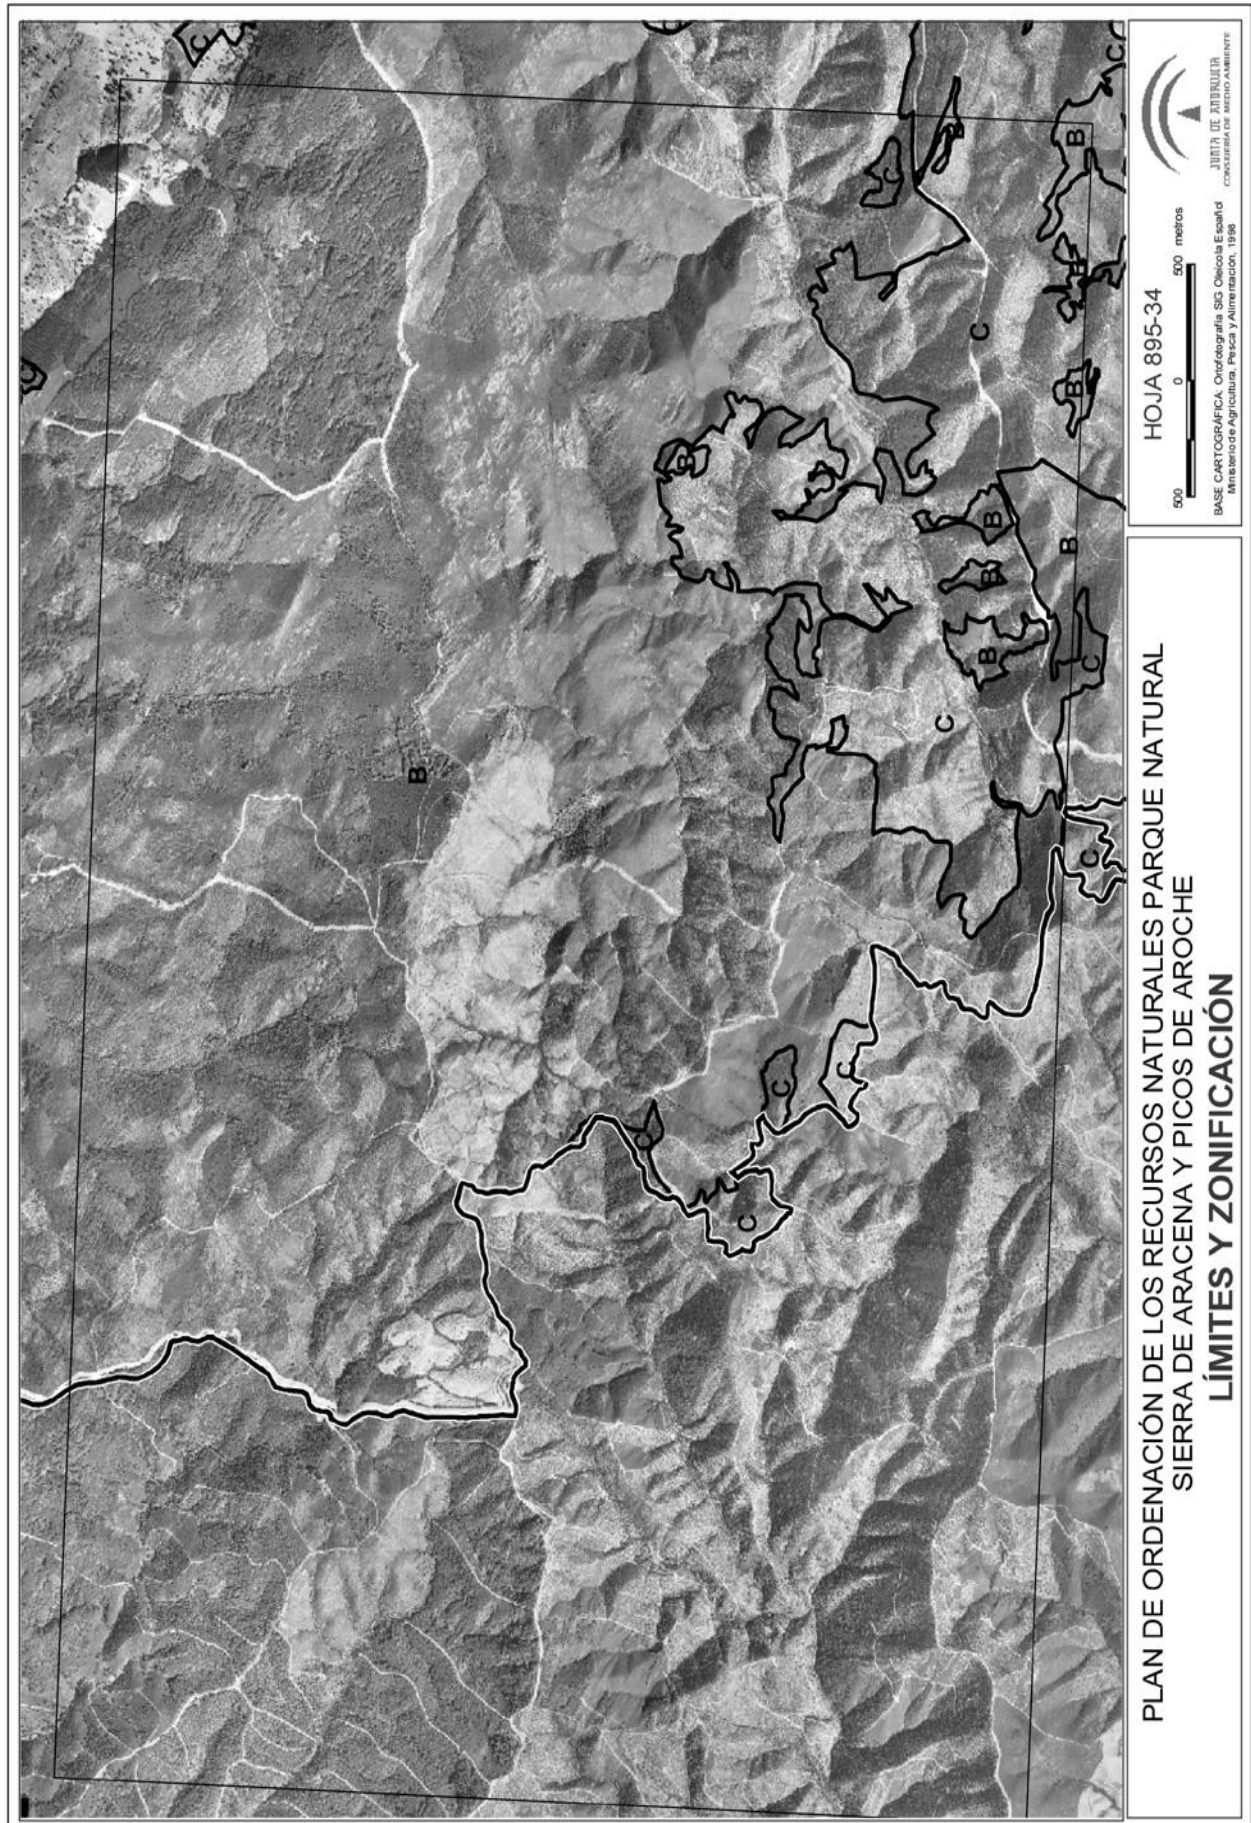 C
C
B
C
B
C
B
C
B
C
B
B
B
B
C
B
B
B
C
C
C
C
C
C
PLAN DE ORDENACIÓN DE LOS RECURSOS NATURALES PARQUE NATURAL
SIERRA DE ARACENA Y PICOS DE AROCHE
LÍMITES Y ZONIFICACIÓN
HOJA 895-34
500 0 500 metros
BASE CARTOGRÁFICA: Ortofotografía SIG Oleícola Español
Ministerio de Agricultura, Pesca y Alimentación, 1998
JUNTA DE ANDALUCIA
CONSEJERÍA DE MEDIO AMBIENTE